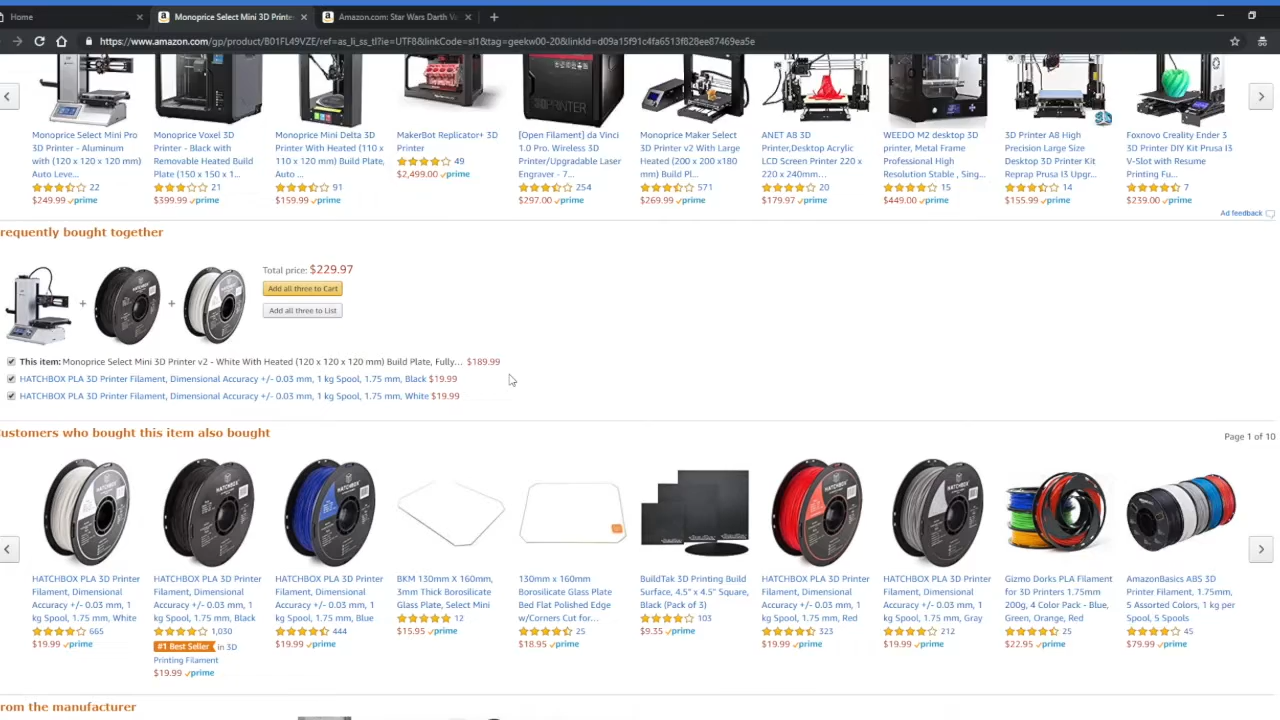 Home
Monoprice Select Mini 3D Printe
Amazon.com: Star Wars Darth V
https://www.amazon.com/gp/product/B01FL49VZE/ref=as_li_ss_tl?ie=UTF8&linkCode=sl1&tag=geekw00-20&linkId=d09a15f91c4fa6513f828ee87469ea5e
Monoprice Select Mini Pro
3D Printer - Aluminum
with (120 x 120 x 120 mm)
Auto Leve...
22
$249.99 prime
Monoprice Voxel 3D
Printer - Black with
Removable Heated Build
Plate (150 x 150 x 1...
21
$399.99 prime
Monoprice Mini Delta 3D
Printer With Heated (110 x
110 x 120 mm) Build Plate,
Auto ...
91
$159.99 prime
MakerBot Replicator+ 3D
Printer
49
$2,499.00 prime
3DPRINTER
[Open Filament] da Vinci
1.0 Pro. Wireless 3D
Printer/Upgradable Laser
Engraver - 7...
254
$297.00 prime
Monoprice Maker Select
3D Printer v2 With Large
Heated (200 x 200 x180
mm) Build Pl...
571
$269.99 prime
ANET A8 3D
Printer,Desktop Acrylic
LCD Screen Printer 220 x
220 x 240mm...
20
$179.97 prime
WEEDO M2 desktop 3D
printer, Metal Frame
Professional High
Resolution Stable , Sing...
15
$449.00 prime
3D Printer A8 High
Precision Large Size
Desktop 3D Printer Kit
Reprap Prusa I3 Upgr...
14
$155.99 prime
Foxnovo Creality Ender 3
3D Printer DIY Kit Prusa I3
V-Slot with Resume
Printing Fu...
7
$239.00 prime
Ad feedback
requently bought together
+
+
Total price: $229.97
Add all three to Cart
Add all three to List
This item: Monoprice Select Mini 3D Printer v2 - White With Heated (120 x 120 x 120 mm) Build Plate, Fully... $189.99
HATCHBOX PLA 3D Printer Filament, Dimensional Accuracy +/- 0.03 mm, 1 kg Spool, 1.75 mm, Black $19.99
HATCHBOX PLA 3D Printer Filament, Dimensional Accuracy +/- 0.03 mm, 1 kg Spool, 1.75 mm, White $19.99
ustomers who bought this item also bought
Page 1 of 10
HATCHBOX PLA 3D Printer
Filament, Dimensional
Accuracy +/- 0.03 mm, 1
kg Spool, 1.75 mm, White
665
$19.99 prime
HATCHBOX PLA 3D Printer
Filament, Dimensional
Accuracy +/- 0.03 mm, 1
kg Spool, 1.75 mm, Black
1,030
#1 Best Seller in 3D
Printing Filament
$19.99 prime
HATCHBOX PLA 3D Printer
Filament, Dimensional
Accuracy +/- 0.03 mm, 1
kg Spool, 1.75 mm, Blue
444
$19.99 prime
BKM 130mm X 160mm,
3mm Thick Borosilicate
Glass Plate, Select Mini
12
$15.95 prime
130mm x 160mm
Borosilicate Glass Plate
Bed Flat Polished Edge
w/Corners Cut for...
25
$18.95 prime
BuildTak 3D Printing Build
Surface, 4.5" x 4.5" Square,
Black (Pack of 3)
103
$9.35 prime
HATCHBOX PLA 3D Printer
Filament, Dimensional
Accuracy +/- 0.03 mm, 1
kg Spool, 1.75 mm, Red
323
$19.99 prime
HATCHBOX PLA 3D Printer
Filament, Dimensional
Accuracy +/- 0.03 mm, 1
kg Spool, 1.75 mm, Gray
212
$19.99 prime
Gizmo Dorks PLA Filament
for 3D Printers 1.75mm
200g, 4 Color Pack - Blue,
Green, Orange, Red
25
$22.95 prime
AmazonBasics ABS 3D
Printer Filament, 1.75mm,
5 Assorted Colors, 1 kg per
Spool, 5 Spools
45
$79.99 prime
rom the manufacturer